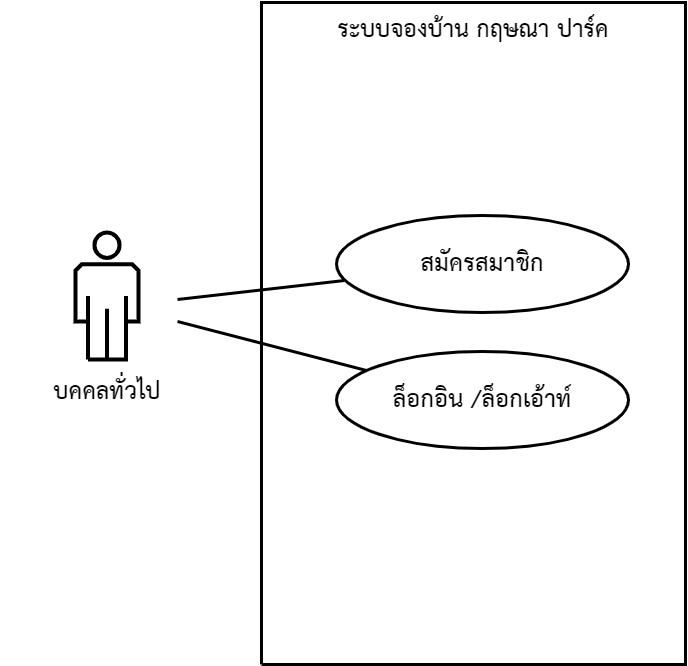 ระบบจองบ้าน กฤษณา ปาร์ค
สมัครสมาชิก
ล็อกอิน /ล็อกเอ้าท์
บคคลทั่วไป